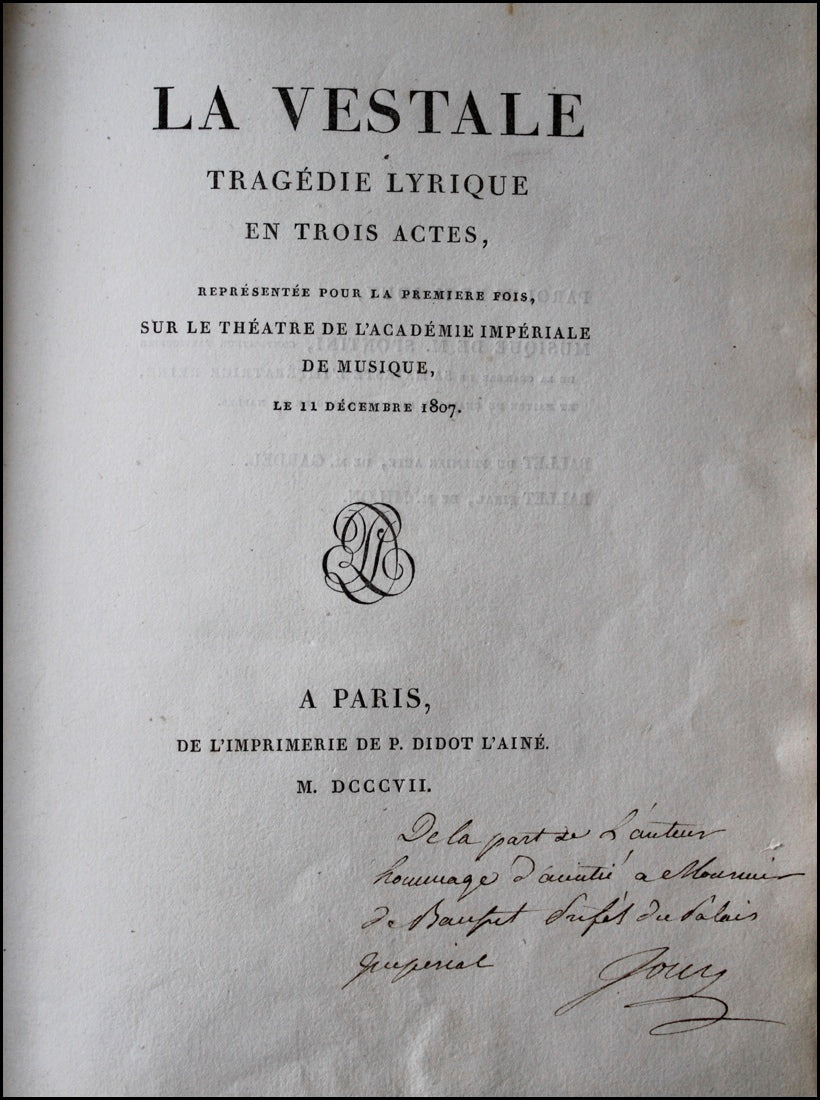 LA VESTALE
TRAGÉDIE LYRIQUE
EN TROIS ACTES,
REPRÉSENTÉE POUR LA PREMIERE FOIS,
SUR LE THÉATRE DE L'ACADÉMIE IMPÉRIALE
DE MUSIQUE,
LE 11 DÉCEMBRE 1807.
A PARIS,
DE L'IMPRIMERIE DE P. DIDOT L'AINÉ.
M. DCCCVII.
De la part de L'auteur
hommage d'amitié a Monsieur
de Bausset Préfet du Palais
Impérial Jouy